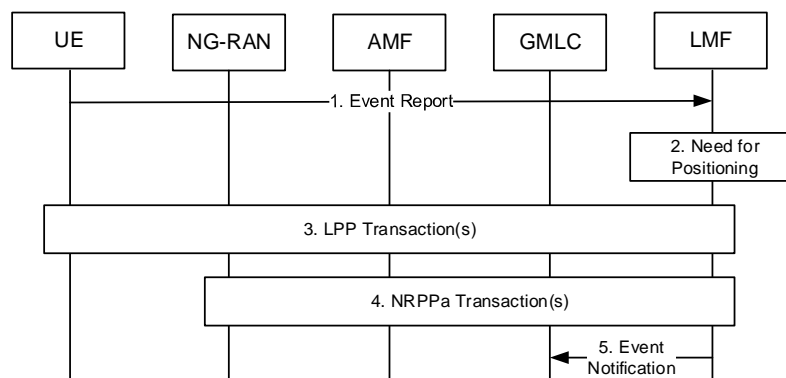 UE
NG-RAN
AMF
GMLC
LMF
1. Event Report
2. Need for
Positioning
3. LPP Transaction(s)
4. NRPPa Transaction(s)
5. Event
Notification